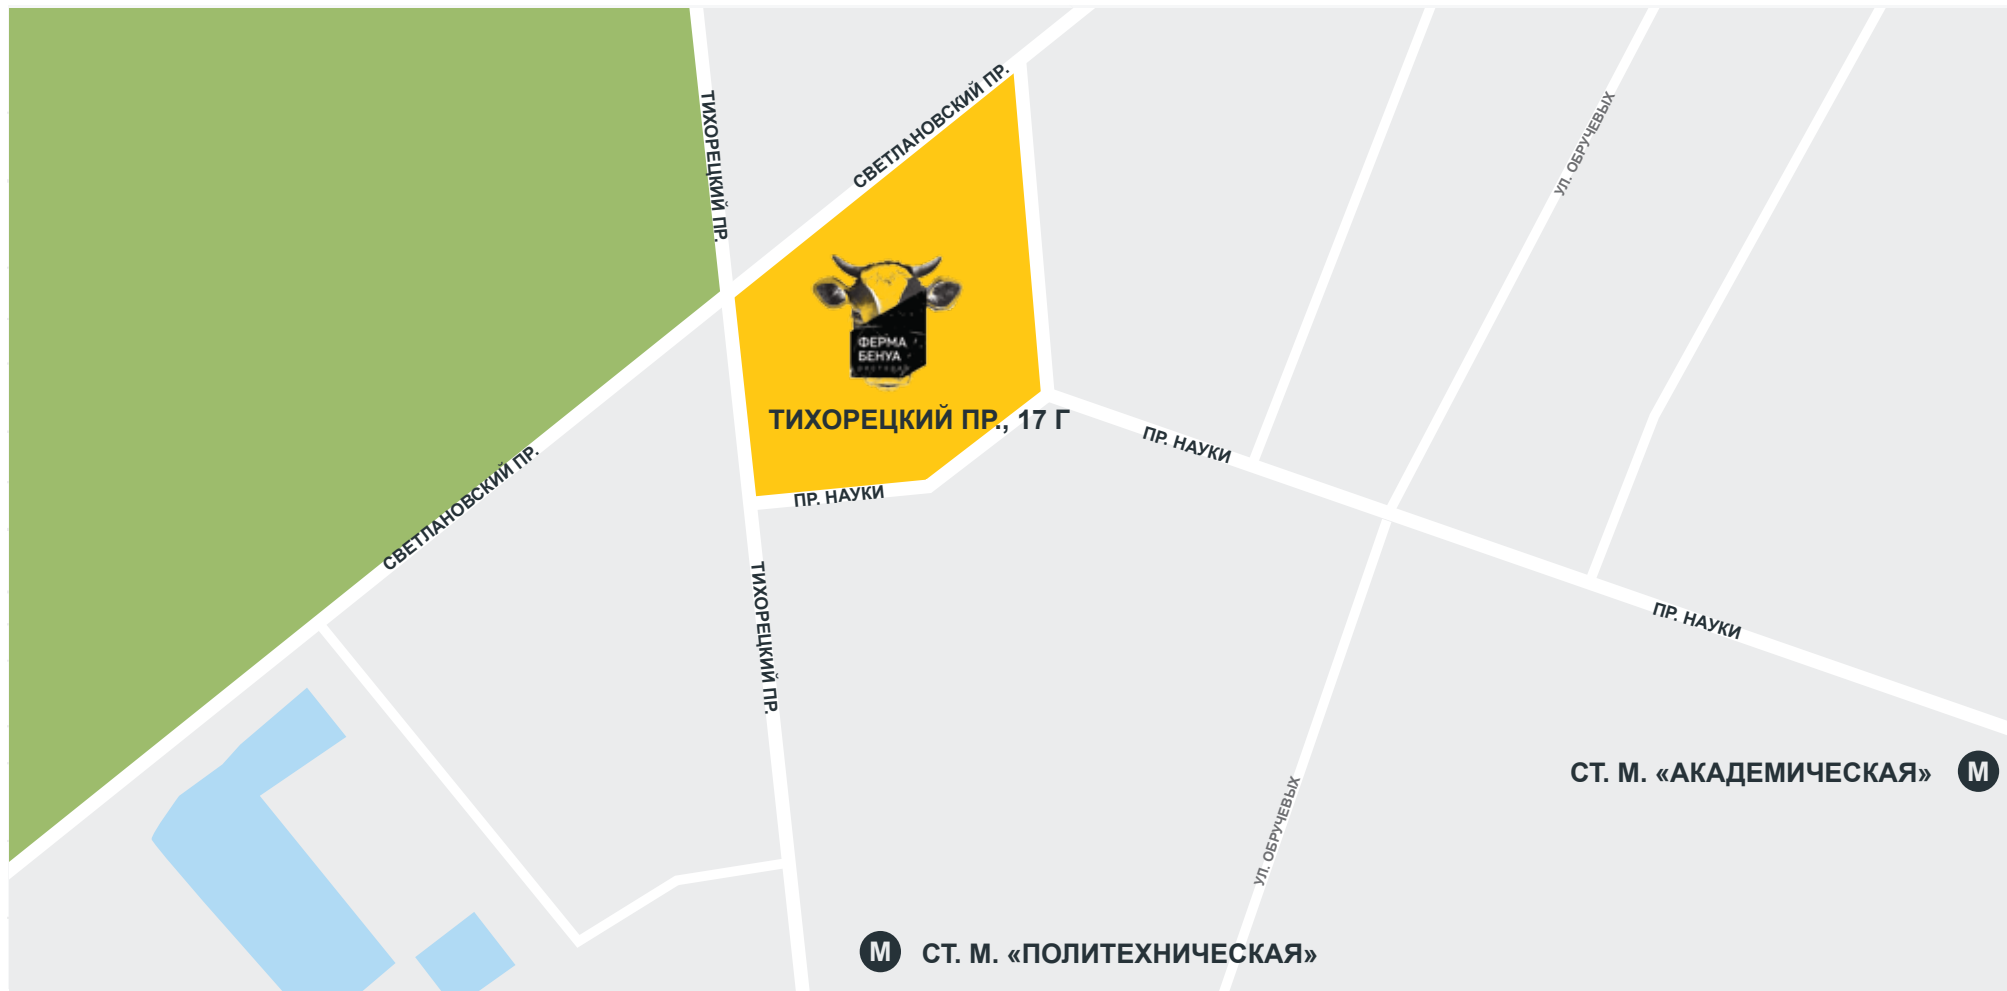 ТИХОРЕЦКИЙ ПР.
СВЕТЛАНОВСКИЙ ПР.
УЛ. ОБРУЧЕВЫХ
ФЕРМА
БЕНУА
ТИХОРЕЦКИЙ ПР., 17 Г
ПР. НАУКИ
СВЕТЛАНОВСКИЙ ПР.
ПР. НАУКИ
ТИХОРЕЦКИЙ ПР.
ПР. НАУКИ
СТ. М. «АКАДЕМИЧЕСКАЯ» М
УЛ. ОБРУЧЕВЫХ
М СТ. М. «ПОЛИТЕХНИЧЕСКАЯ»